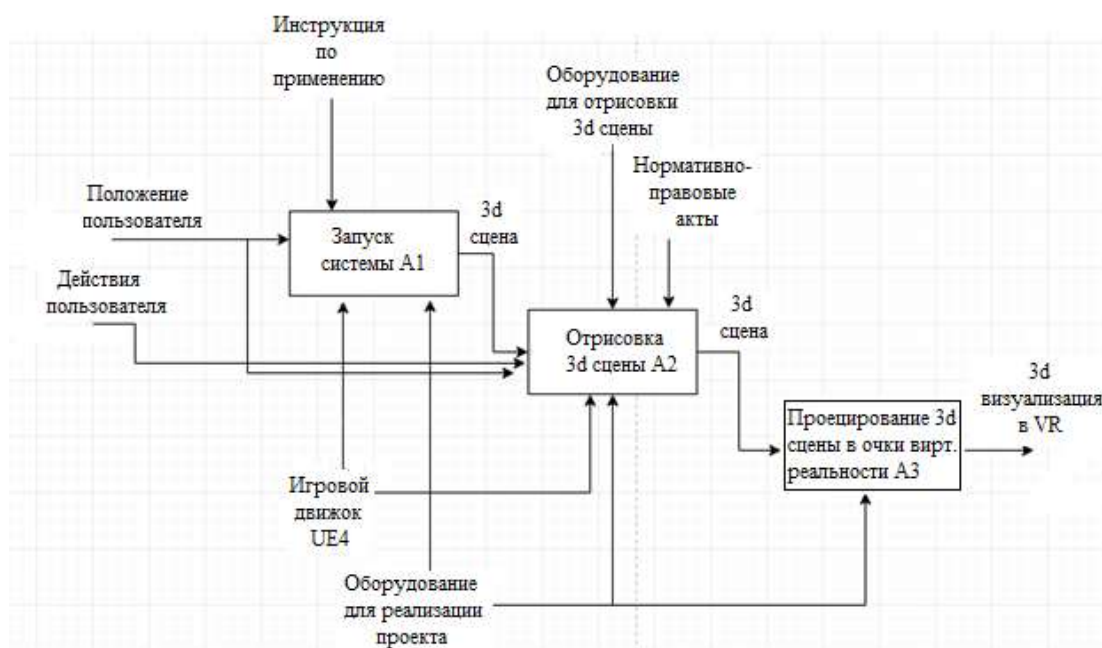 Инструкция
по
применению
Оборудование
для отрисовки
3d сцены
Нормативно-
правовые
акты
Положение
пользователя
3d
сцена
Запуск
системы А1
Действия
пользователя
3d
сцена
Отрисовка
3d сцены А2
3d
визуализация
в VR
Проецирование 3d
сцены в очки вирт.
реальности А3
Игровой
движок
UE4
Оборудование
для реализации
проекта